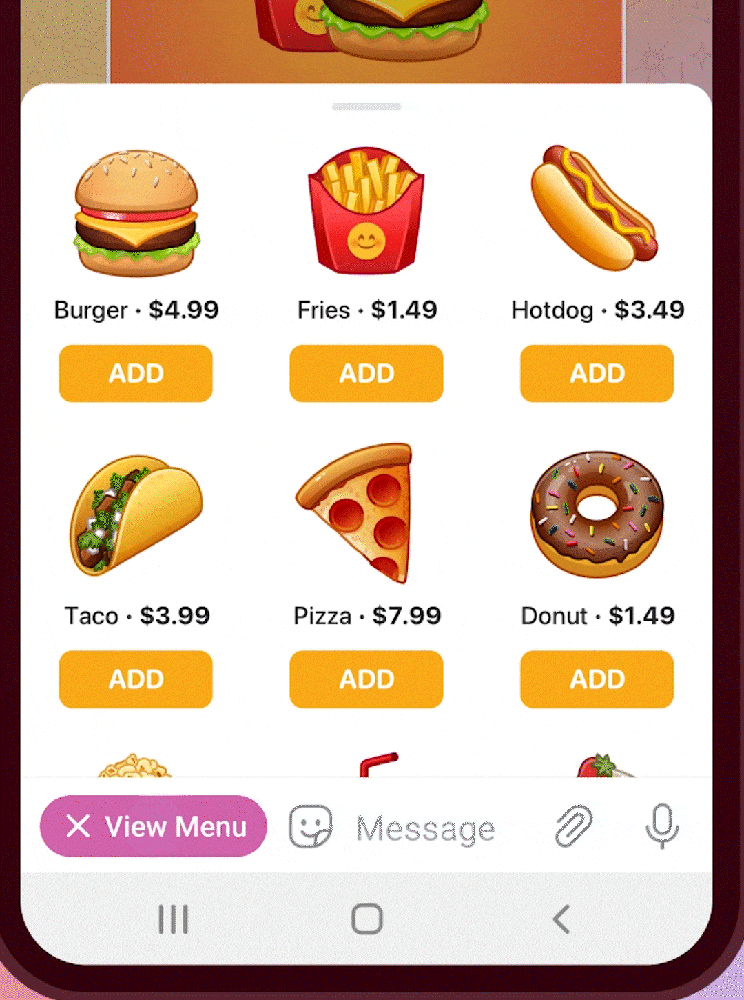 Burger · $4.99
Fries · $1.49
Hotdog · $3.49
ADD
ADD
ADD
Taco · $3.99
Pizza · $7.99
Donut · $1.49
ADD
ADD
ADD
View Menu
Message